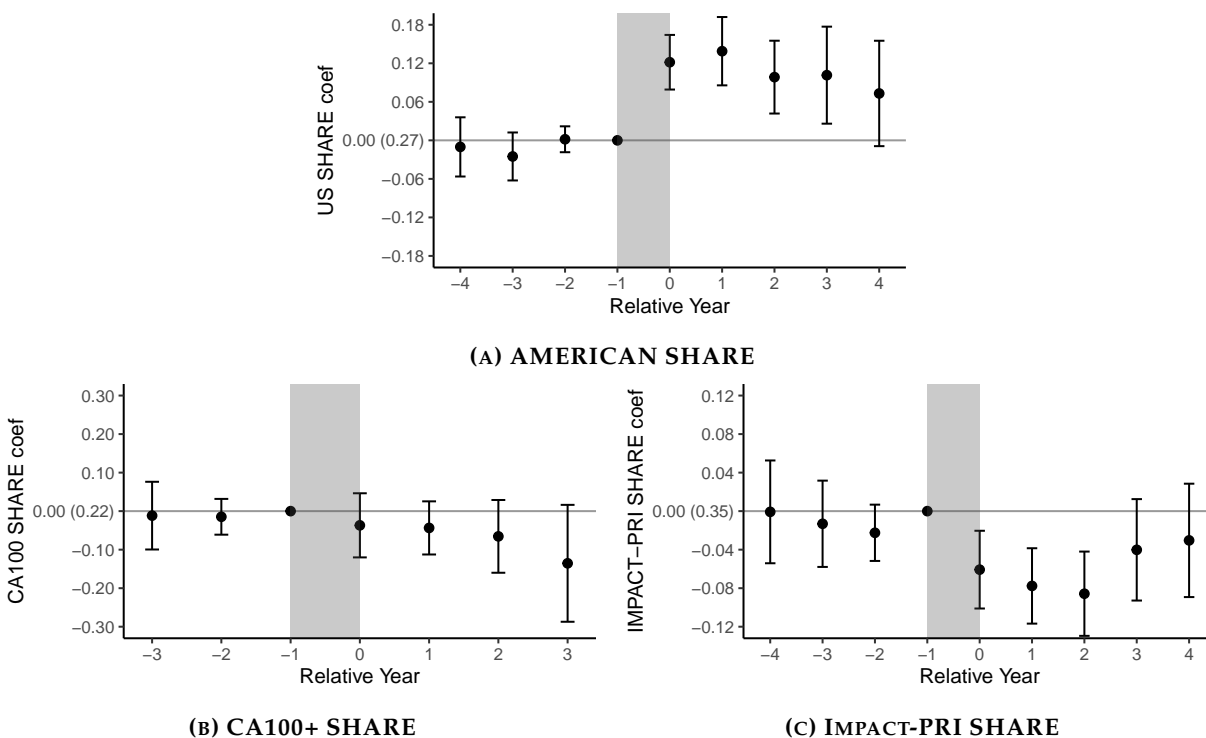 US SHARE coef
0.18
0.12
0.06
0.00 (0.27)
−0.06
−0.12
−0.18
−4 −3 −2 −1 0 1 2 3 4
Relative Year
(A) AMERICAN SHARE
CA100 SHARE coef
0.30
0.20
0.10
0.00 (0.22)
−0.10
−0.20
−0.30
−3 −2 −1 0 1 2 3
Relative Year
(B) CA100+ SHARE
IMPACT−PRI SHARE coef
0.12
0.08
0.04
0.00 (0.35)
−0.04
−0.08
−0.12
−4 −3 −2 −1 0 1 2 3 4
Relative Year
(C) IMPACT-PRI SHARE